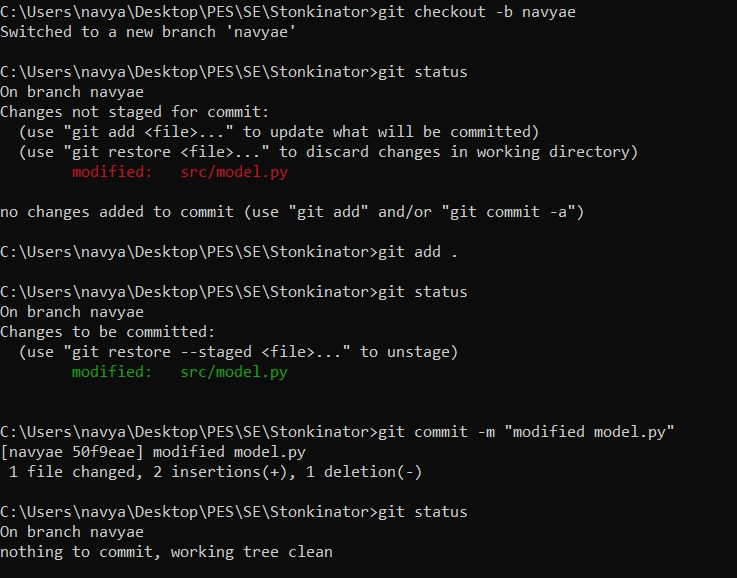 C:\Users\navya\Desktop\PES\SE\Stonkinator>git checkout -b navyae
Switched to a new branch 'navyae'
C:\Users\navya\Desktop\PES\SE\Stonkinator>git status
On branch navyae
Changes not staged for commit:
  (use "git add <file>..." to update what will be committed)
  (use "git restore <file>..." to discard changes in working directory)
        modified:   src/model.py
no changes added to commit (use "git add" and/or "git commit -a")
C:\Users\navya\Desktop\PES\SE\Stonkinator>git add .
C:\Users\navya\Desktop\PES\SE\Stonkinator>git status
On branch navyae
Changes to be committed:
  (use "git restore --staged <file>..." to unstage)
        modified:   src/model.py
C:\Users\navya\Desktop\PES\SE\Stonkinator>git commit -m "modified model.py"
[navyae 50f9eae] modified model.py
 1 file changed, 2 insertions(+), 1 deletion(-)
C:\Users\navya\Desktop\PES\SE\Stonkinator>git status
On branch navyae
nothing to commit, working tree clean